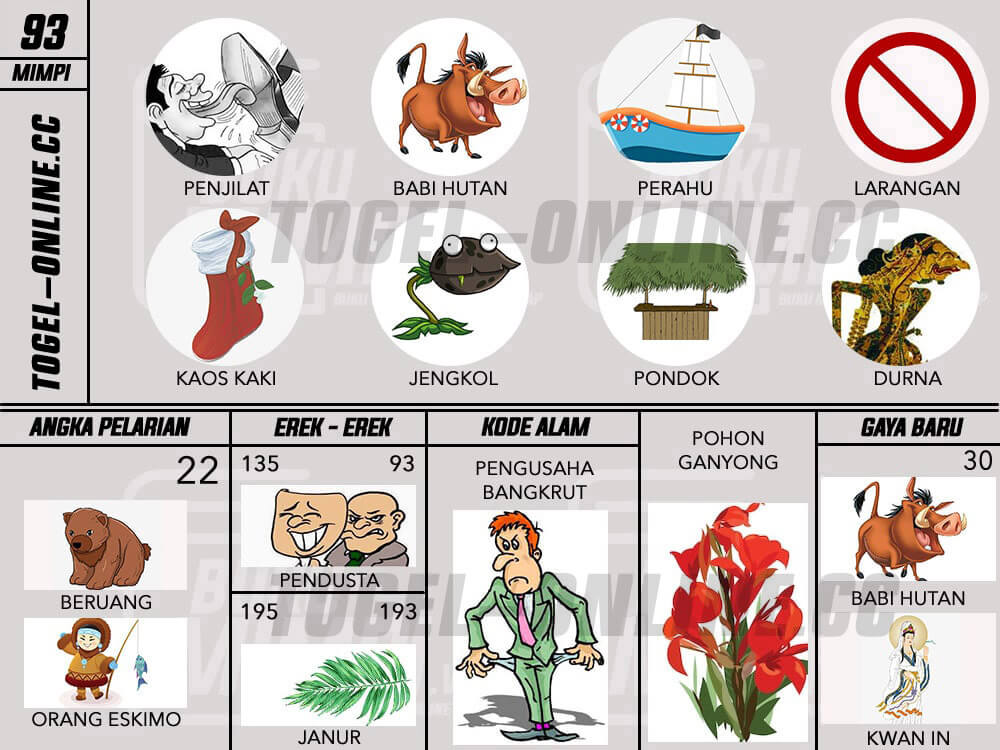 93
MIMPI
TOGEL-ONLINE.CC
PENJILAT
BABI HUTAN
PERAHU
LARANGAN
TOGEL-ONLINE.CC
KAOS KAKI
JENGKOL
PONDOK
DURNA
ANGKA PELARIAN
EREK - EREK
KODE ALAM
GAYA BARU
22
BERUANG
ORANG ESKIMO
135 93
PENDUSTA
195 193
JANUR
PENGUSAHA
BANGKRUT
POHON
GANYONG
30
BABI HUTAN
KWAN IN
TOGEL-ONLINE.CC